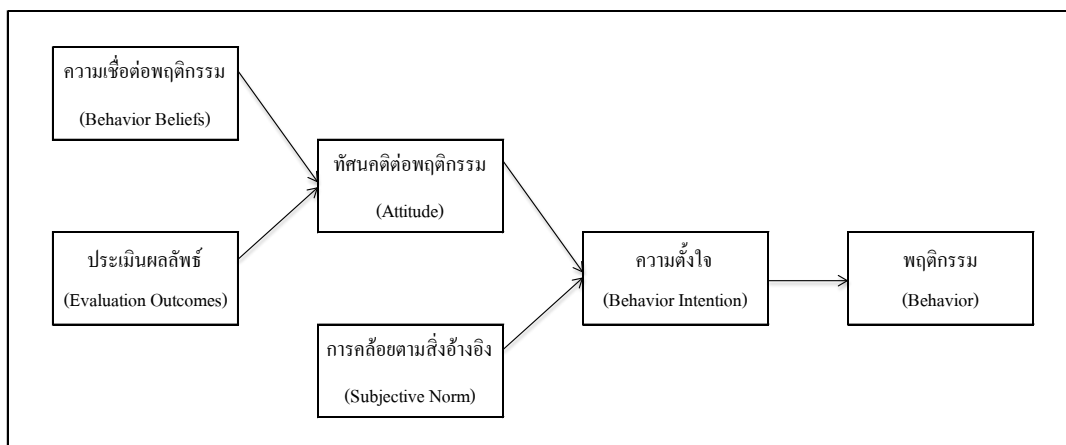 ความเชื่อต่อพฤติกรรม
(Behavior Beliefs)
ประเมินผลลัพธ์
(Evaluation Outcomes)
ทัศนคติต่อพฤติกรรม
(Attitude)
การคล้อยตามสิ่งอ้างอิง
(Subjective Norm)
ความตั้งใจ
(Behavior Intention)
พฤติกรรม
(Behavior)